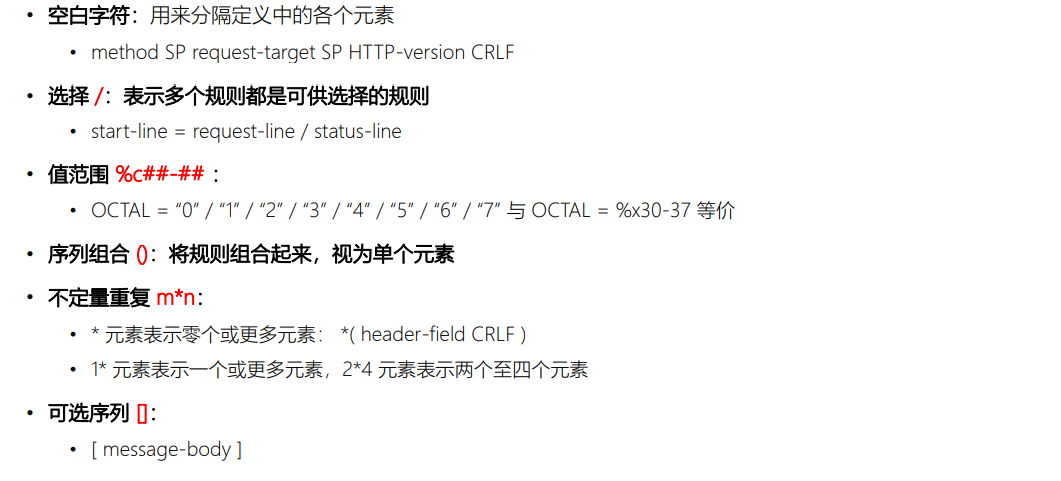 • 空白字符：用来分隔定义中的各个元素
• method SP request-target SP HTTP-version CRLF
• 选择 /：表示多个规则都是可供选择的规则
• start-line = request-line / status-line
• 值范围 %c##-## ：
• OCTAL = “0” / “1” / “2” / “3” / “4” / “5” / “6” / “7” 与 OCTAL = %x30-37 等价
• 序列组合 ()：将规则组合起来，视为单个元素
• 不定量重复 m*n：
• * 元素表示零个或更多元素： *( header-field CRLF )
• 1* 元素表示一个或更多元素，2*4 元素表示两个至四个元素
• 可选序列 []：
• [ message-body ]